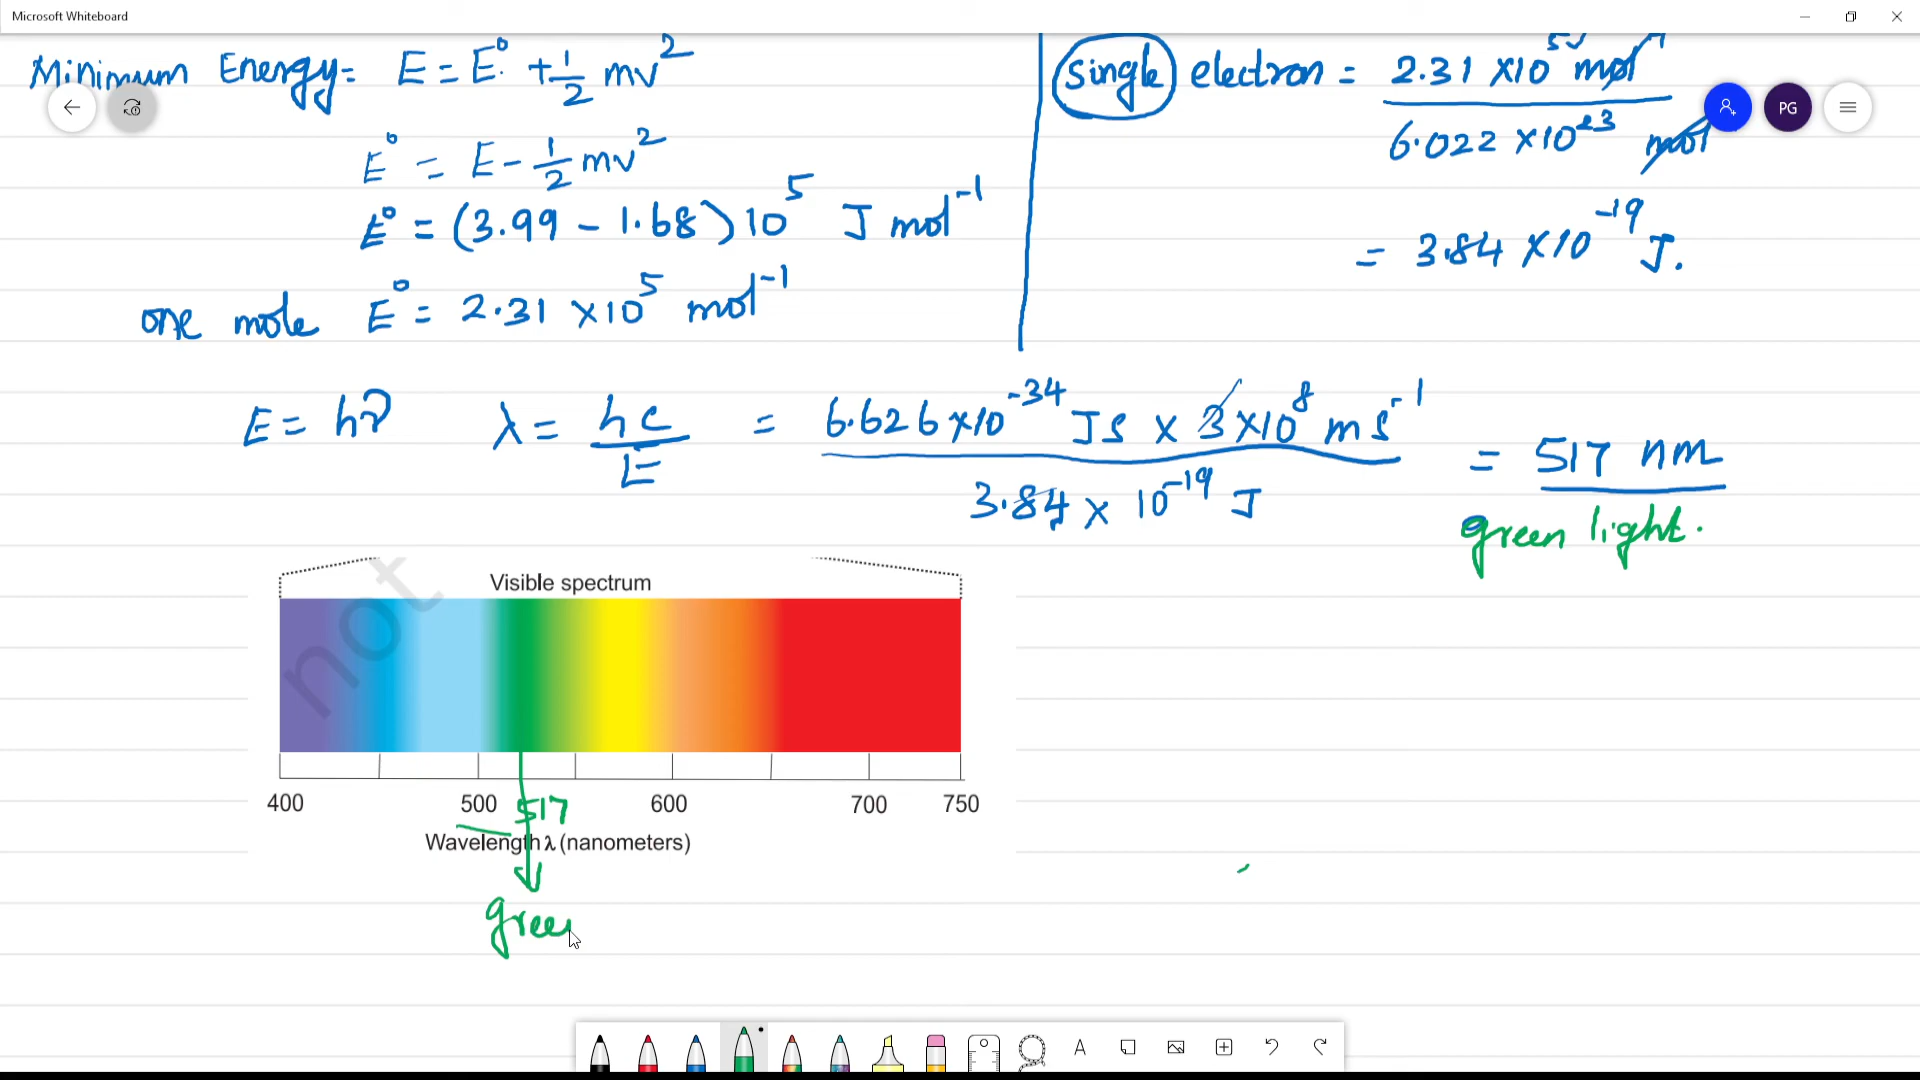 Microsoft Whiteboard
Minimum Energy = E = E° + 1/2 mv²
E° = E - 1/2 mv²
E° = (3.99 - 1.68) 10⁵ J mol⁻¹
one mole E° = 2.31 × 10⁵ mol⁻¹
single electron = 2.31 × 10⁵ J mol⁻¹
6.022 × 10²³ mol⁻¹
PG
= 3.84 × 10⁻¹⁹ J.
E = hν λ = hc / E = 6.626 × 10⁻³⁴ Js × 3 × 10⁸ m s⁻¹ / 3.84 × 10⁻¹⁹ J = 517 nm
green light.
Visible spectrum
not
400 500 517 600 700 750
Wavelength λ (nanometers)
green
A